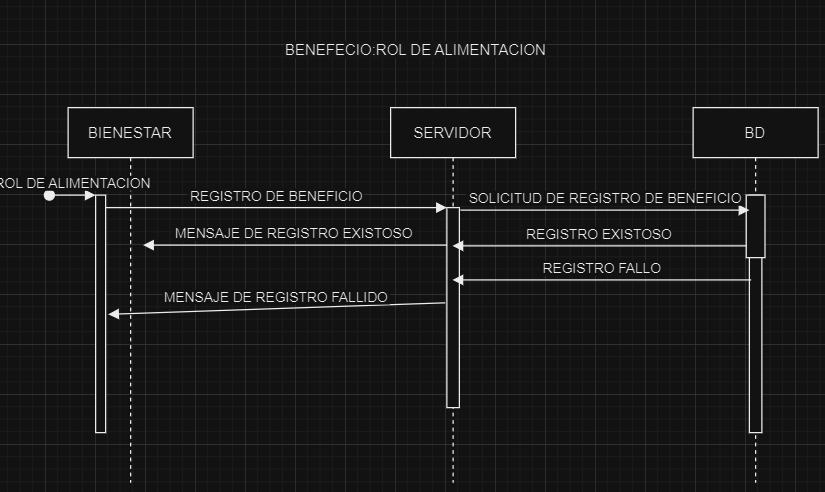 BENEFECIO:ROL DE ALIMENTACION
BIENESTAR
SERVIDOR
BD
ROL DE ALIMENTACION
REGISTRO DE BENEFICIO
SOLICITUD DE REGISTRO DE BENEFICIO
MENSAJE DE REGISTRO EXISTOSO
REGISTRO EXISTOSO
REGISTRO FALLO
MENSAJE DE REGISTRO FALLIDO